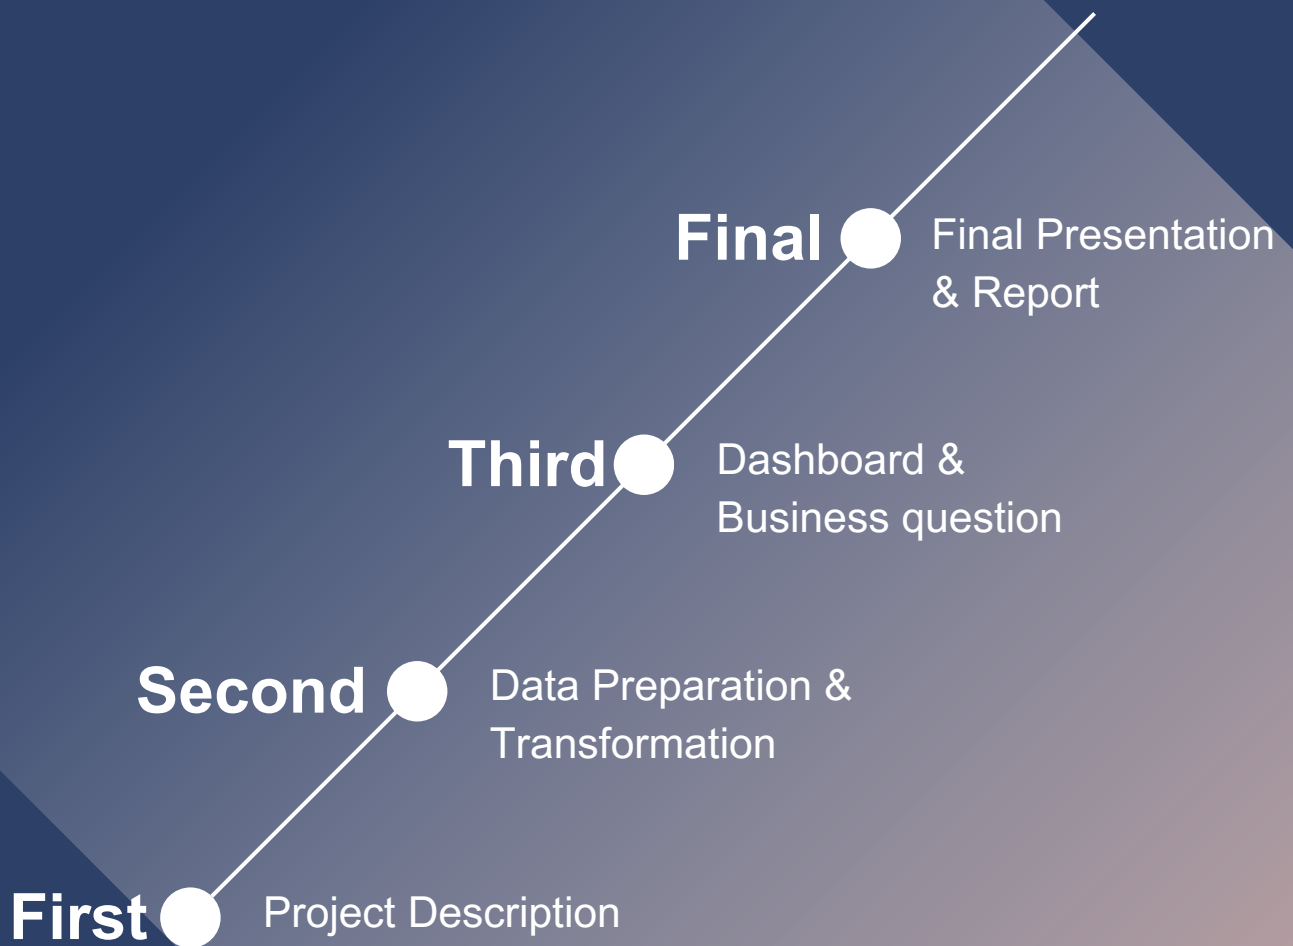 Final
Final Presentation
& Report
Third
Dashboard &
Business question
Second
Data Preparation &
Transformation
First
Project Description